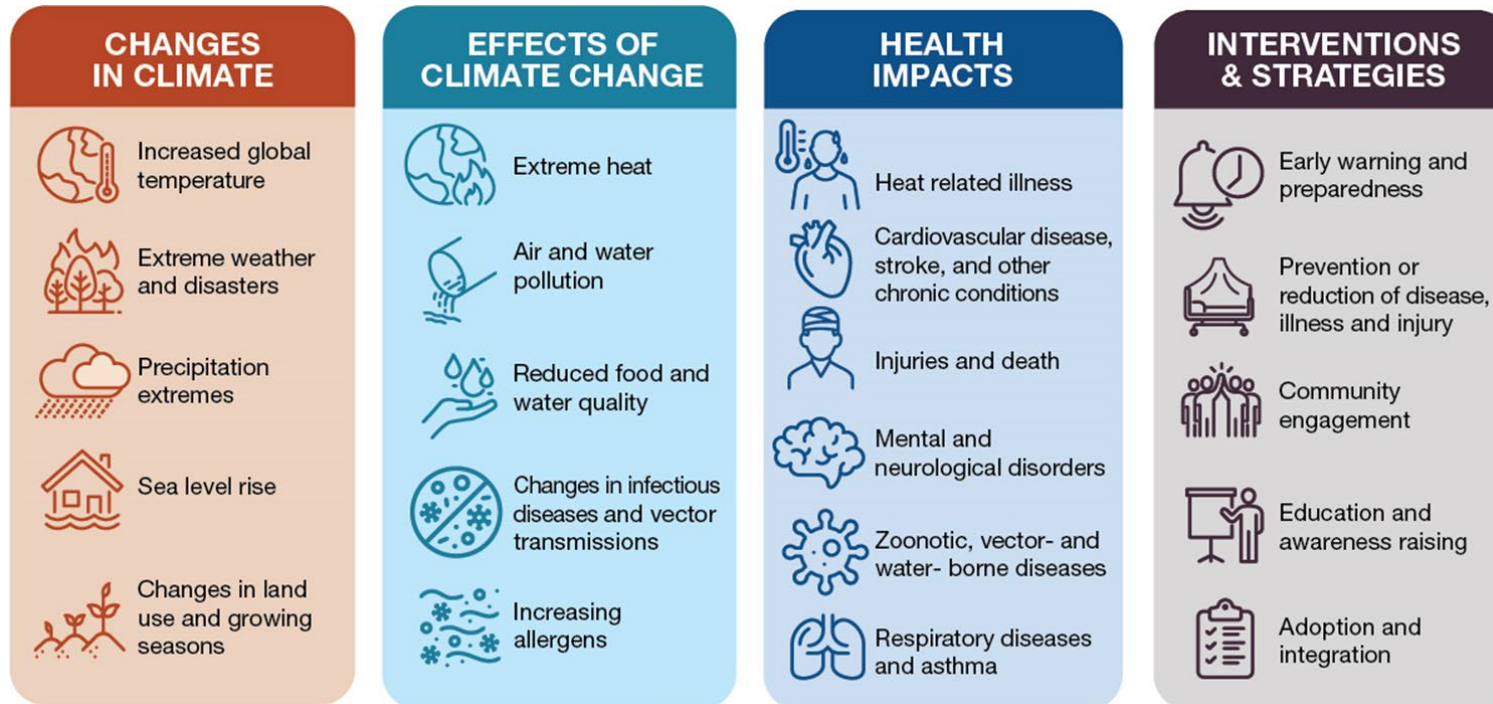 CHANGES
IN CLIMATE
Increased global
temperature
Extreme weather
and disasters
Precipitation
extremes
Sea level rise
Changes in land
use and growing
seasons
EFFECTS OF
CLIMATE CHANGE
Extreme heat
Air and water
pollution
Reduced food and
water quality
Changes in infectious
diseases and vector
transmissions
Increasing
allergens
HEALTH
IMPACTS
Heat related illness
Cardiovascular disease,
stroke, and other
chronic conditions
Injuries and death
Mental and
neurological disorders
Zoonotic, vector- and
water- borne diseases
Respiratory diseases
and asthma
INTERVENTIONS
& STRATEGIES
Early warning and
preparedness
Prevention or
reduction of disease,
illness and injury
Community
engagement
Education and
awareness raising
Adoption and
integration